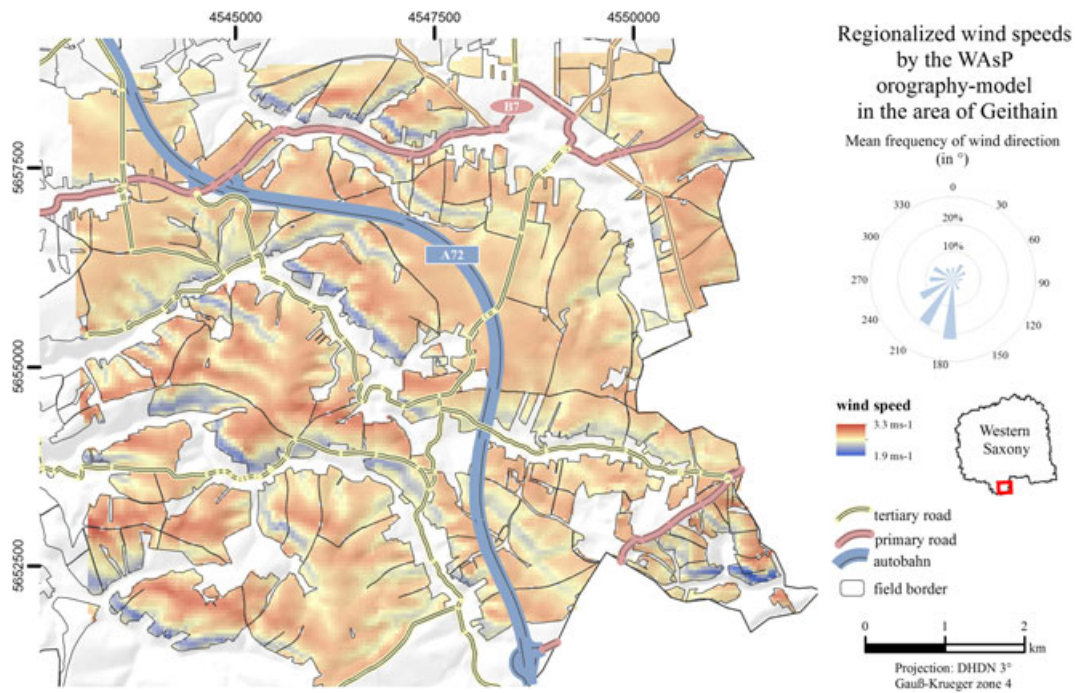 4545000
4547500
4550000
5657500
5655000
5652500
B7
A72
Regionalized wind speeds
by the WAsP
orography-model
in the area of Geithain
Mean frequency of wind direction
(in °)
0
330
30
20%
300
60
10%
270
90
240
120
210
150
180
wind speed
3.3 ms-1
1.9 ms-1
Western
Saxony
tertiary road
primary road
autobahn
field border
0
1
2
km
Projection: DHDN 3°
Gauß-Krueger zone 4